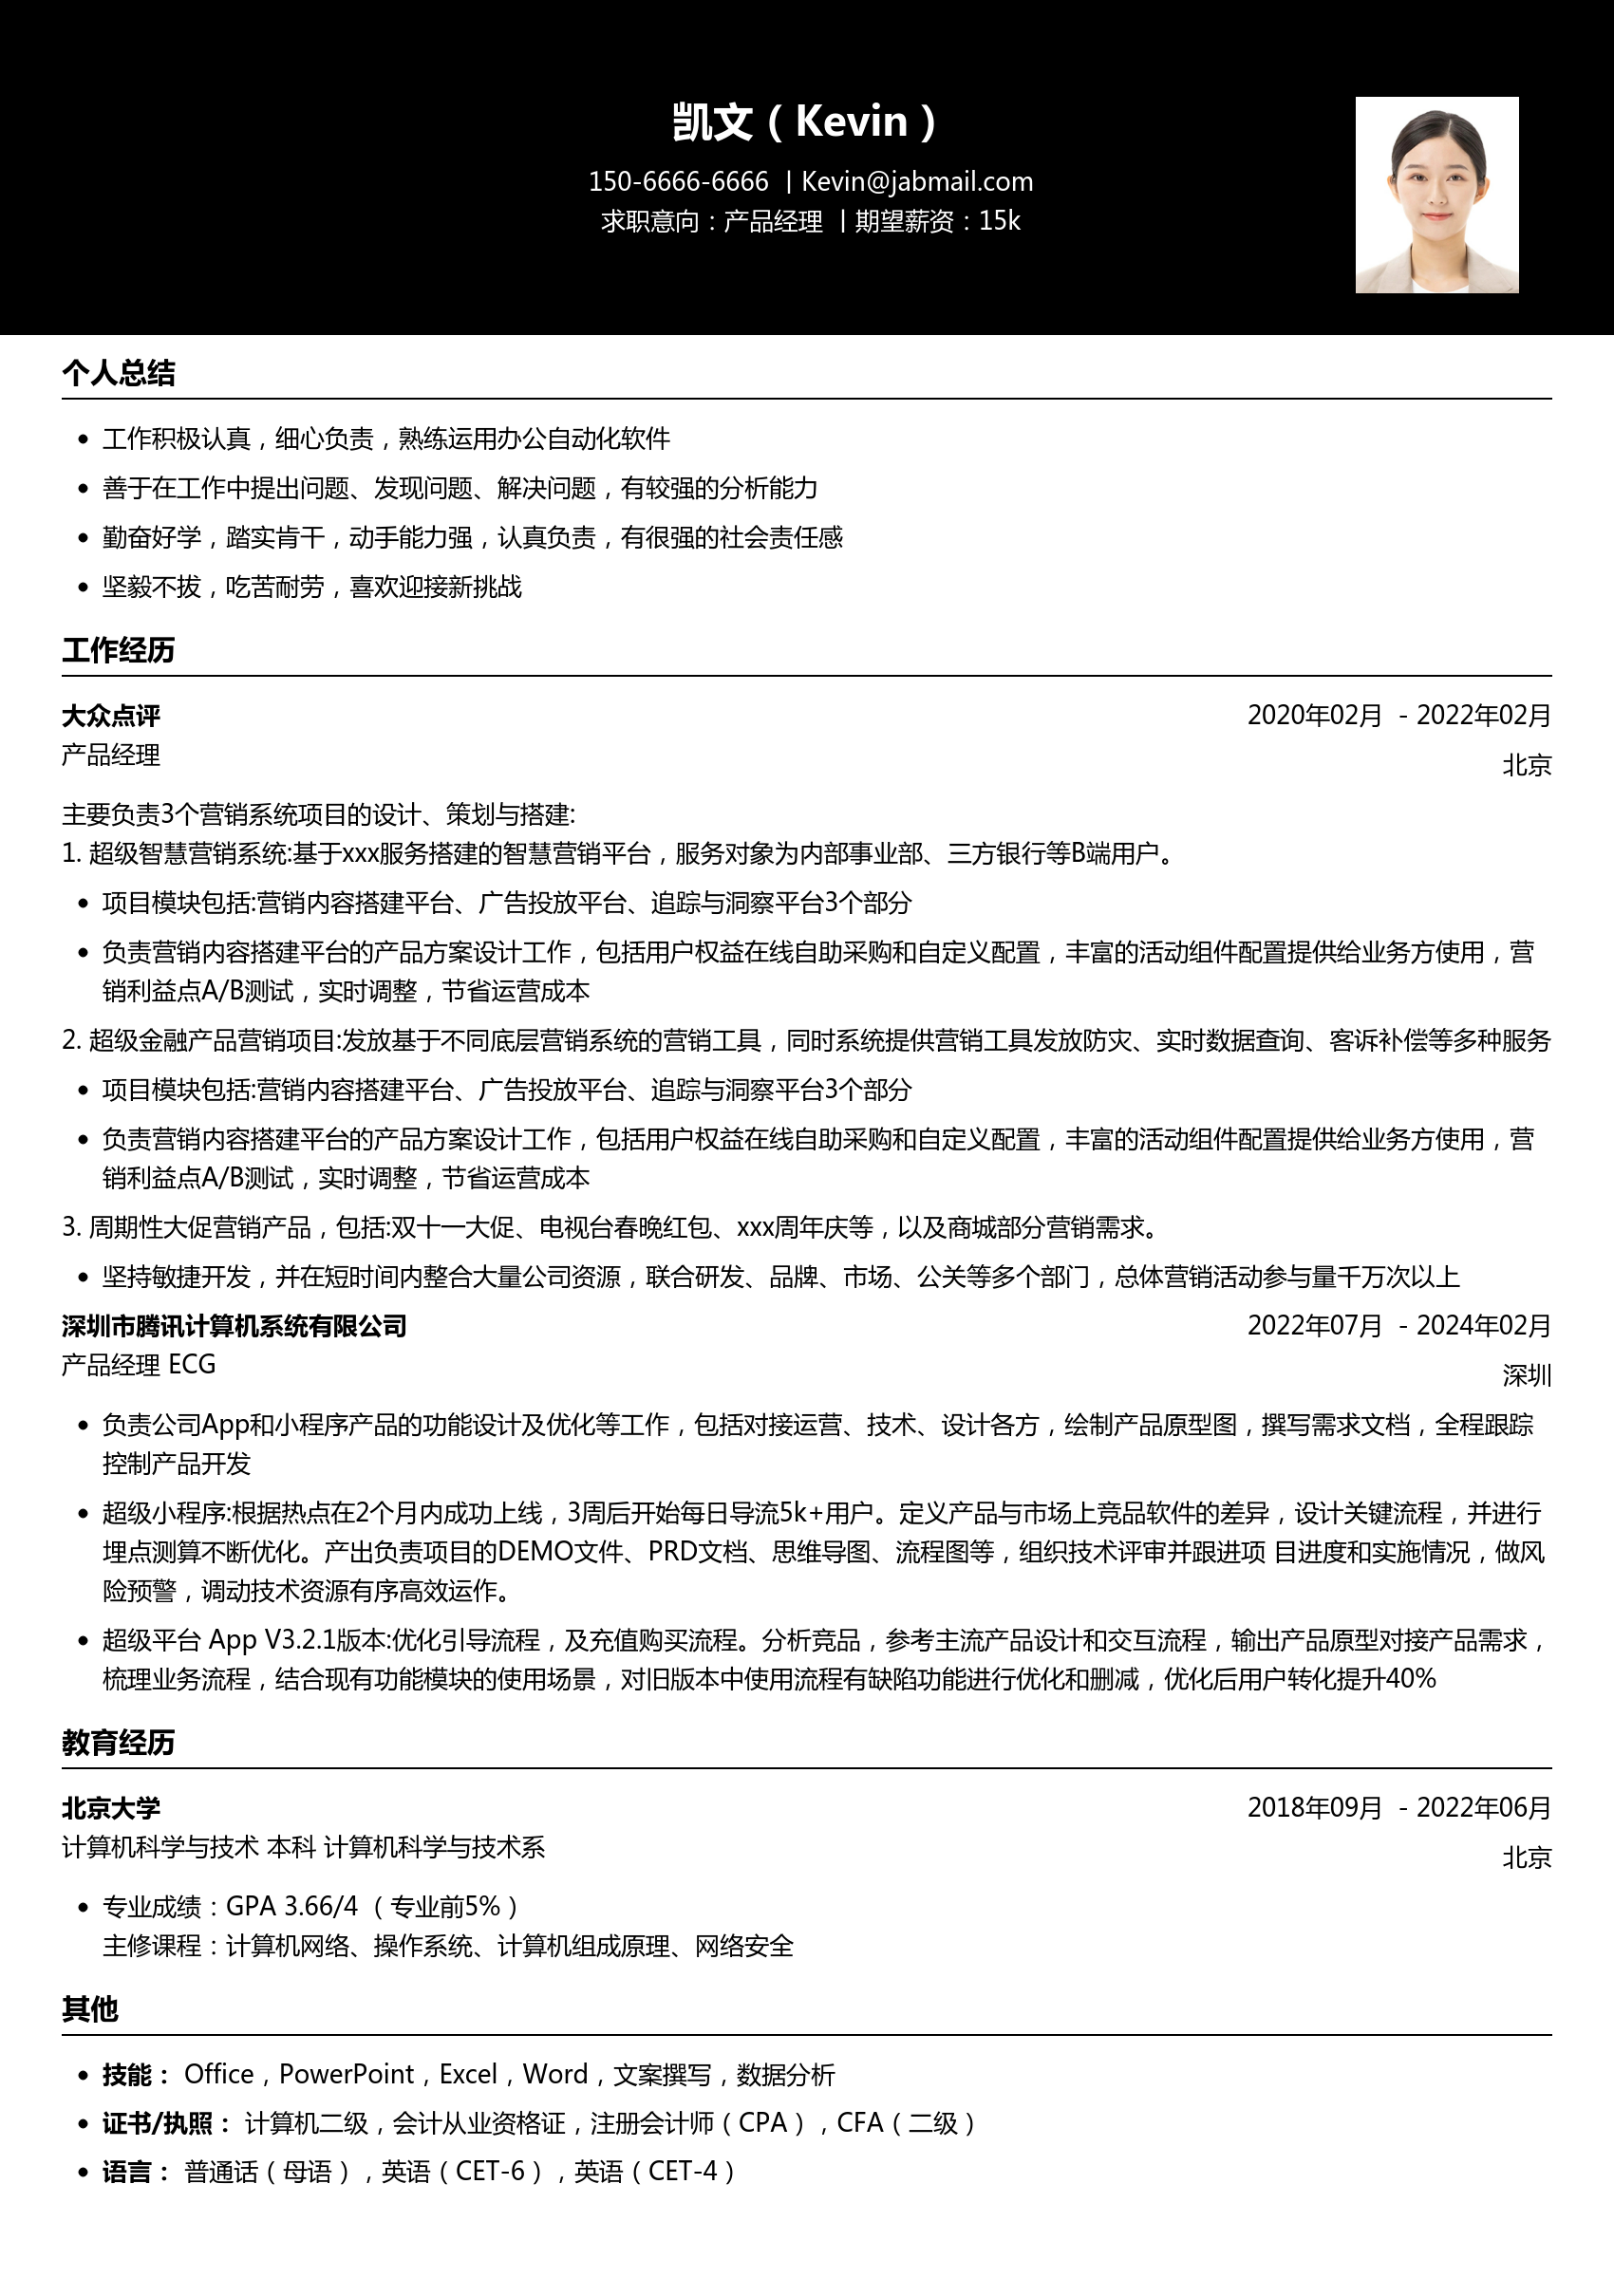 凯文（Kevin）
150-6666-6666 | Kevin@jabmail.com
求职意向：产品经理 | 期望薪资：15k
个人总结
• 工作积极认真，细心负责，熟练运用办公自动化软件
• 善于在工作中提出问题、发现问题、解决问题，有较强的分析能力
• 勤奋好学，踏实肯干，动手能力强，认真负责，有很强的社会责任感
• 坚毅不拔，吃苦耐劳，喜欢迎接新挑战
工作经历
大众点评 2020年02月 - 2022年02月
产品经理 北京
主要负责3个营销系统项目的设计、策划与搭建:
1. 超级智慧营销系统:基于xxx服务搭建的智慧营销平台，服务对象为内部事业部、三方银行等B端用户。
• 项目模块包括:营销内容搭建平台、广告投放平台、追踪与洞察平台3个部分
• 负责营销内容搭建平台的产品方案设计工作，包括用户权益在线自助采购和自定义配置，丰富的活动组件配置提供给业务方使用，营
销利益点A/B测试，实时调整，节省运营成本
2. 超级金融产品营销项目:发放基于不同底层营销系统的营销工具，同时系统提供营销工具发放防灾、实时数据查询、客诉补偿等多种服务
• 项目模块包括:营销内容搭建平台、广告投放平台、追踪与洞察平台3个部分
• 负责营销内容搭建平台的产品方案设计工作，包括用户权益在线自助采购和自定义配置，丰富的活动组件配置提供给业务方使用，营
销利益点A/B测试，实时调整，节省运营成本
3. 周期性大促营销产品，包括:双十一大促、电视台春晚红包、xxx周年庆等，以及商城部分营销需求。
• 坚持敏捷开发，并在短时间内整合大量公司资源，联合研发、品牌、市场、公关等多个部门，总体营销活动参与量千万次以上
深圳市腾讯计算机系统有限公司 2022年07月 - 2024年02月
产品经理 ECG 深圳
• 负责公司App和小程序产品的功能设计及优化等工作，包括对接运营、技术、设计各方，绘制产品原型图，撰写需求文档，全程跟踪
控制产品开发
• 超级小程序:根据热点在2个月内成功上线，3周后开始每日导流5k+用户。定义产品与市场上竞品软件的差异，设计关键流程，并进行
埋点测算不断优化。产出负责项目的DEMO文件、PRD文档、思维导图、流程图等，组织技术评审并跟进项 目进度和实施情况，做风
险预警，调动技术资源有序高效运作。
• 超级平台 App V3.2.1版本:优化引导流程，及充值购买流程。分析竞品，参考主流产品设计和交互流程，输出产品原型对接产品需求，
梳理业务流程，结合现有功能模块的使用场景，对旧版本中使用流程有缺陷功能进行优化和删减，优化后用户转化提升40%
教育经历
北京大学 2018年09月 - 2022年06月
计算机科学与技术 本科 计算机科学与技术系 北京
• 专业成绩：GPA 3.66/4 （专业前5%）
主修课程：计算机网络、操作系统、计算机组成原理、网络安全
其他
• 技能： Office，PowerPoint，Excel，Word，文案撰写，数据分析
• 证书/执照： 计算机二级，会计从业资格证，注册会计师（CPA），CFA（二级）
• 语言： 普通话（母语），英语（CET-6），英语（CET-4）